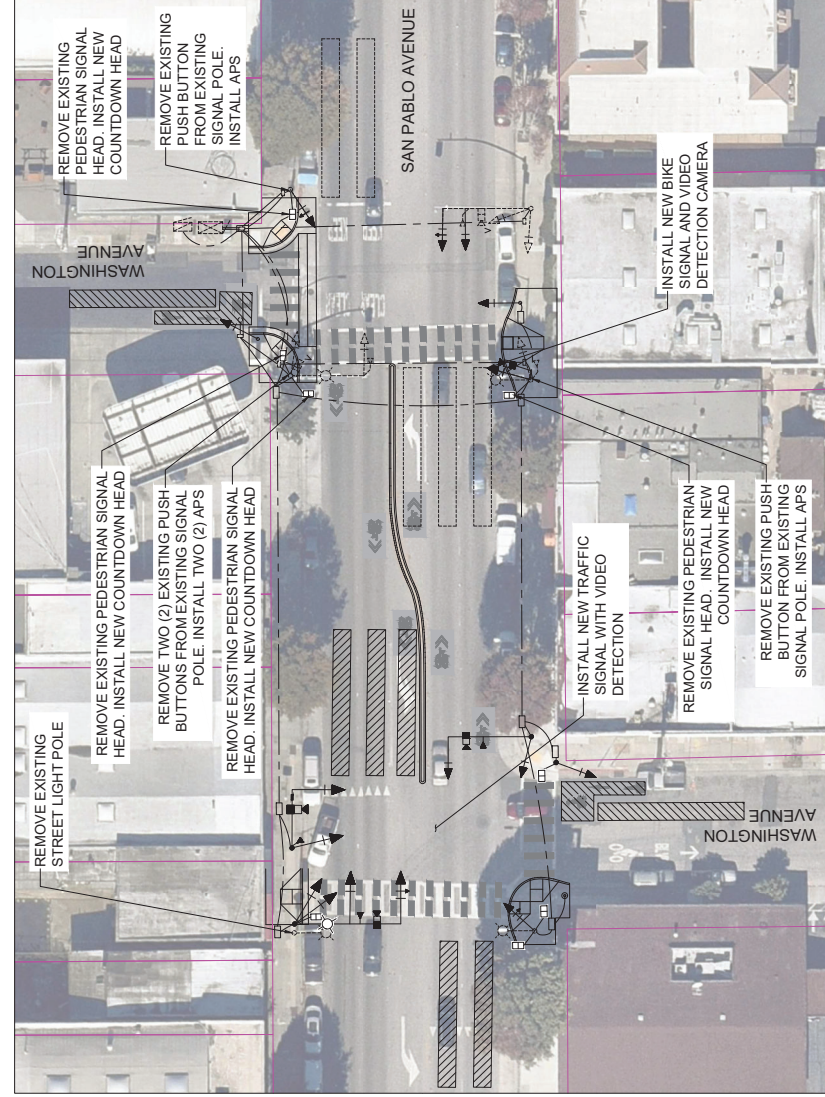 REMOVE EXISTING
PEDESTRIAN SIGNAL
HEAD. INSTALL NEW
COUNTDOWN HEAD
REMOVE EXISTING
PUSH BUTTON
FROM EXISTING
SIGNAL POLE.
INSTALL APS
SAN PABLO AVENUE
WASHINGTON
AVENUE
INSTALL NEW BIKE
SIGNAL AND VIDEO
DETECTION CAMERA
REMOVE EXISTING PEDESTRIAN SIGNAL
HEAD. INSTALL NEW COUNTDOWN HEAD
REMOVE TWO (2) EXISTING PUSH
BUTTONS FROM EXISTING SIGNAL
POLE. INSTALL TWO (2) APS
REMOVE EXISTING PEDESTRIAN SIGNAL
HEAD. INSTALL NEW COUNTDOWN HEAD
REMOVE EXISTING
STREET LIGHT POLE
INSTALL NEW TRAFFIC
SIGNAL WITH VIDEO
DETECTION
REMOVE EXISTING PEDESTRIAN
SIGNAL HEAD. INSTALL NEW
COUNTDOWN HEAD
REMOVE EXISTING PUSH
BUTTON FROM EXISTING
SIGNAL POLE. INSTALL APS
WASHINGTON
AVENUE